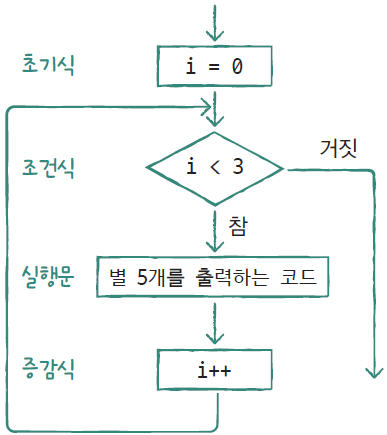 초기식
i = 0
조건식
i < 3
거짓
참
실행문
별 5개를 출력하는 코드
증감식
i++